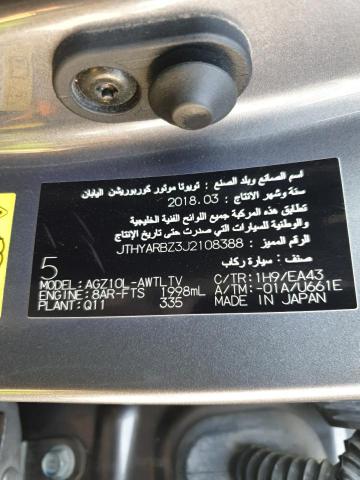 اسم الصانع وبلد الصنع : تويوتا موتور كوربوريشن اليابان
سنة وشهر الانتاج : 2018.03
تطابق هذه المركبة جميع اللوائح الفنية الخليجية
والوطنية للسيارات التي صدرت حتى تاريخ الإنتاج
الرقم المميز : JTHYARBZ3J2108388
صنف : سيارة ركاب
5
MODEL:AGZ10L-AWTLTV C/TR:1H9/EA43
ENGINE:8AR-FTS 1998mL A/TM:-01A/U661E
PLANT:Q11 335 MADE IN JAPAN